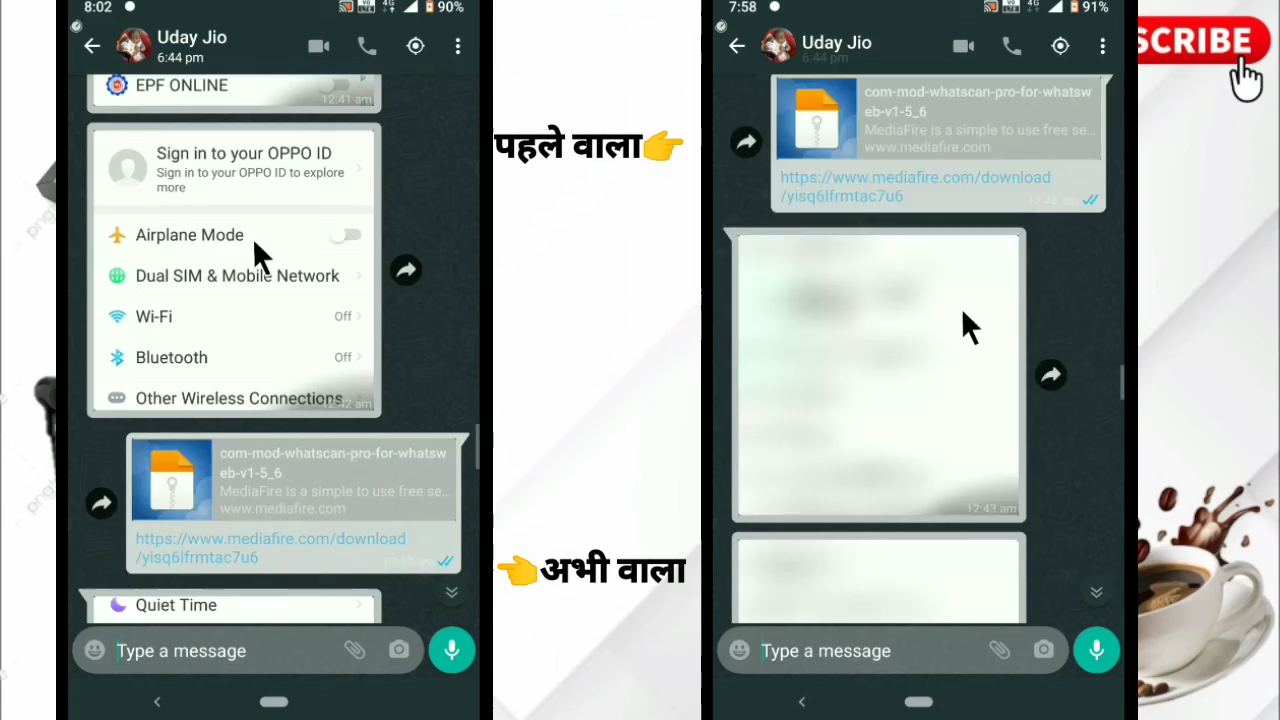 8:02
4G
90%
Uday Jio
6:44 pm
EPF ONLINE
12:41 am
Sign in to your OPPO ID
Sign in to your OPPO ID to explore
more
Airplane Mode
Dual SIM & Mobile Network
Wi-Fi
Off
Bluetooth
Off
Other Wireless Connections
12:42 am
com-mod-whatscan-pro-for-whatsw
eb-v1-5_6
MediaFire is a simple to use free se...
www.mediafire.com
https://www.mediafire.com/download
/yisq6lfrmtac7u6
Quiet Time
Type a message
पहले वाला👉
👈अभी वाला
7:58
4G
91%
Uday Jio
6:44 pm
com-mod-whatscan-pro-for-whatsw
eb-v1-5_6
MediaFire is a simple to use free se...
www.mediafire.com
https://www.mediafire.com/download
/yisq6lfrmtac7u6
12:43 am
Type a message
SCRIBE